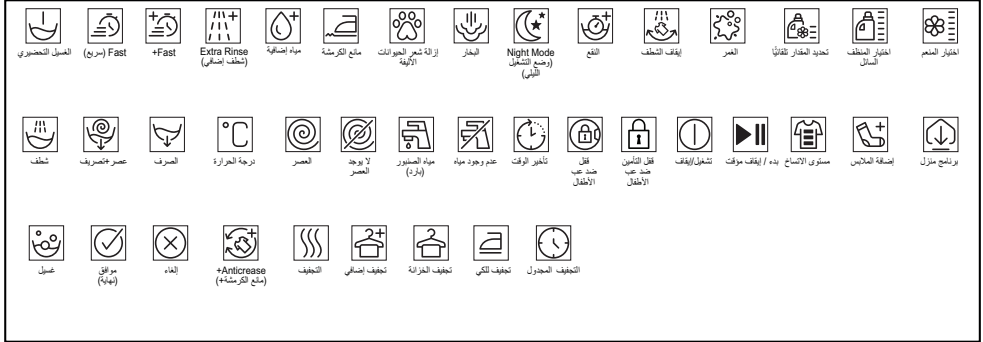 اختيار المنعم
اختيار المنظف
السائل
تحديد المقدار تلقائيًا
الغمر
إيقاف الشطف
النقع
Night Mode
(وضع التشغيل
الليلي)
البخار
إزالة شعر الحيوانات
الأليفة
مانع الكرمشة
مياه إضافية
Extra Rinse
(شطف إضافي)
+Fast
Fast (سريع)
الغسيل التحضيري
برنامج منزل
إضافة الملابس
مستوى الاتساخ
بدء / إيقاف مؤقت
تشغيل/إيقاف
قفل التأمين
ضد عب
الأطفال
قفل
ضد عب
الأطفال
تأخير الوقت
عدم وجود مياه
مياه الصنبور
(بارد)
لا يوجد
العصر
العصر
درجة الحرارة
°C
الصرف
عصر+تصريف
شطف
التجفيف المجدول
تجفيف للكي
تجفيف الخزانة
تجفيف إضافي
التجفيف
+Anticrease
(مانع الكرمشة+)
إلغاء
موافق
(نهاية)
غسيل